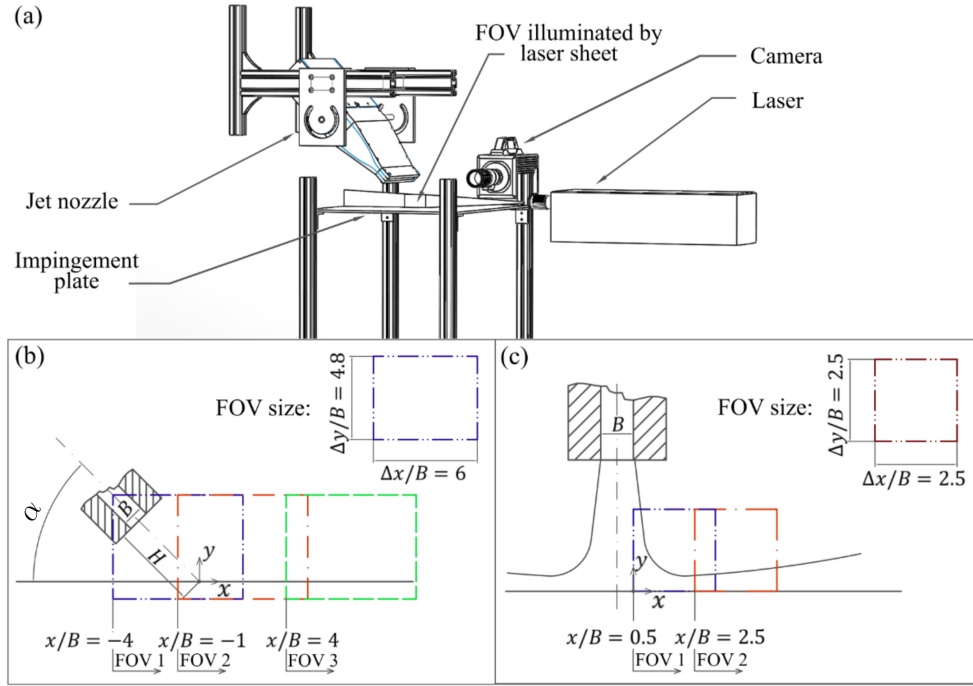 (a)
FOV illuminated by
laser sheet
Camera
Laser
Jet nozzle
Impingement
plate
(b)
FOV size:
Δy/B = 4.8
Δx/B = 6
α
B
H
y
x
x/B = −4
x/B = −1
x/B = 4
FOV 1
FOV 2
FOV 3
(c)
FOV size:
Δy/B = 2.5
Δx/B = 2.5
B
y
x
x/B = 0.5
x/B = 2.5
FOV 1
FOV 2